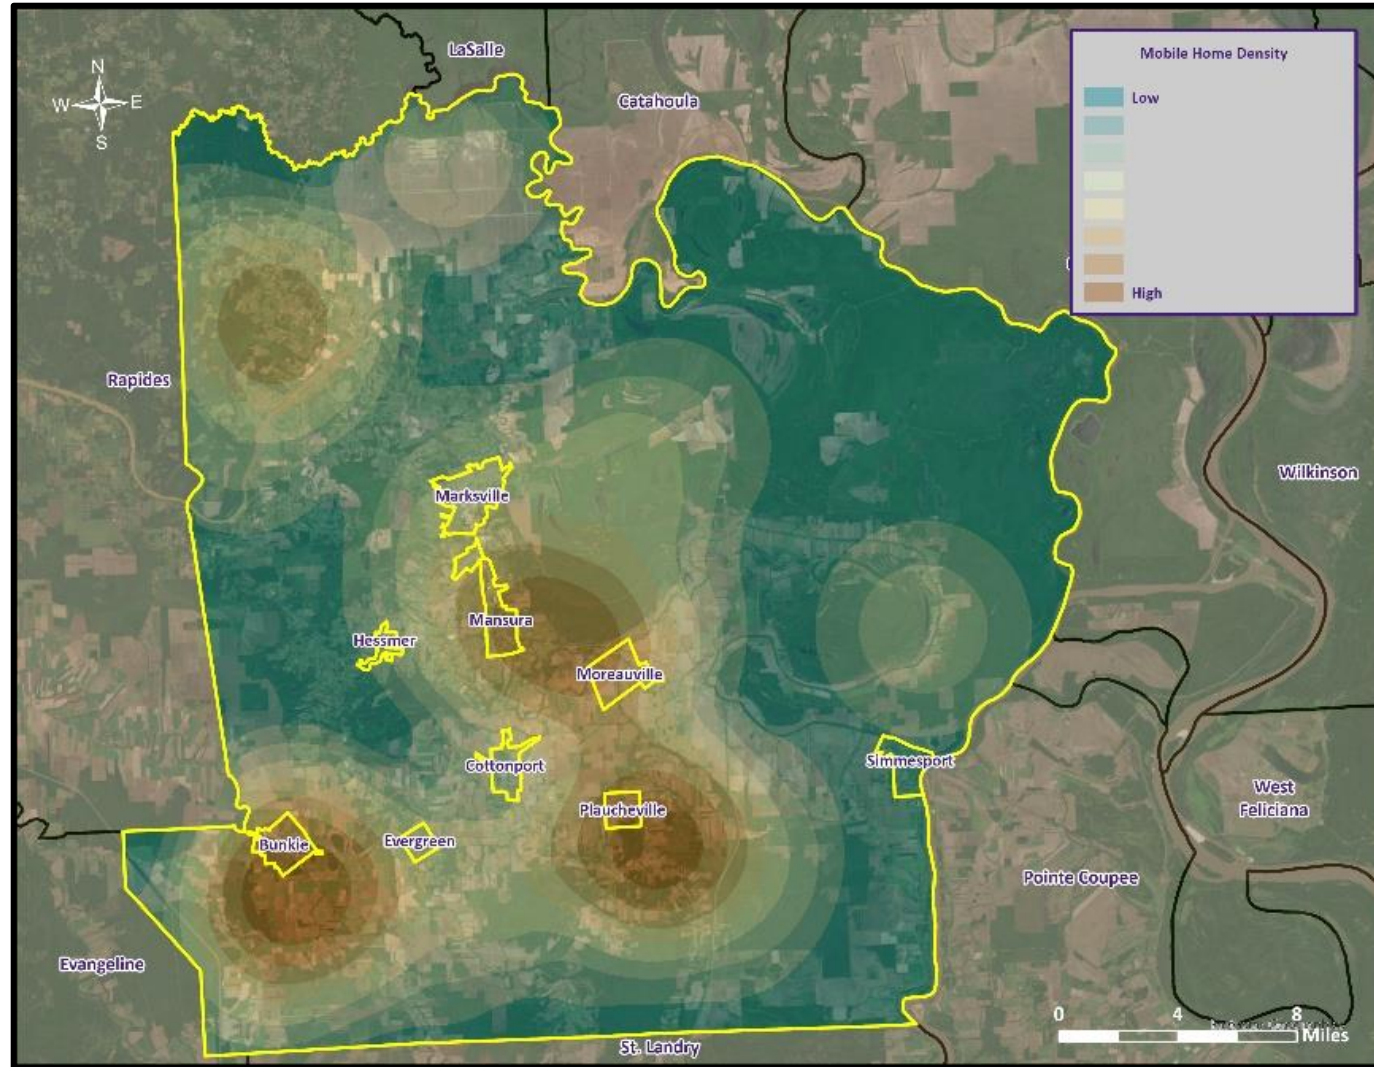 LaSalle
Mobile Home Density
N
Catahoula
Low
W
E
S
High
Rapides
Wilkinson
Marksville
Mansura
Hessmer
Moreauville
Simmesport
Cottonport
West
Feliciana
Plaucheville
Bunkie
Evergreen
Pointe Coupee
Evangeline
0 4 8
Miles
St. Landry